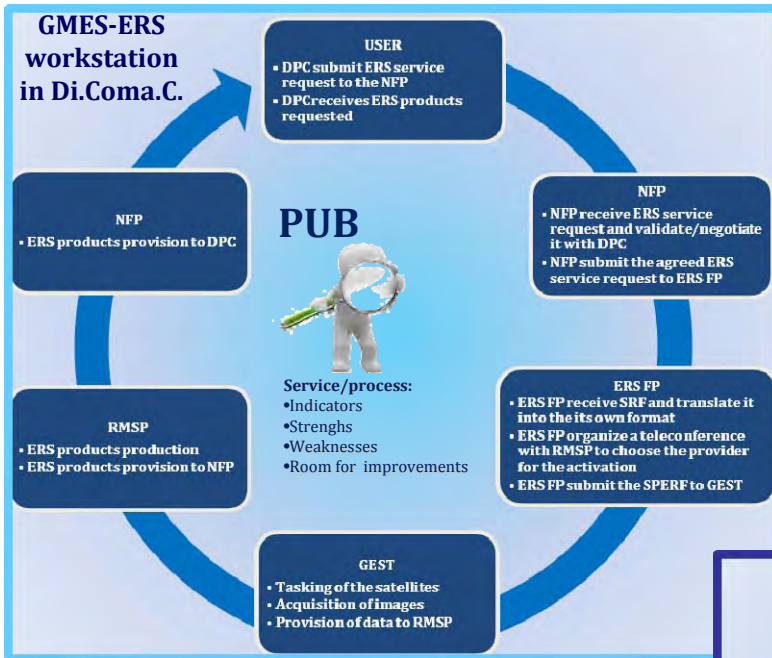 GMES-ERS
workstation
in Di.Coma.C.
USER
▪ DPC submit ERS service
request to the NFP
▪ DPCreceives ERS products
requested
NFP
▪ NFP receive ERS service
request and validate/negotiate
it with DPC
▪ NFP submit the agreed ERS
service request to ERS FP
ERS FP
▪ ERS FP receive SRF and translate it
into the its own format
▪ ERS FP organize a teleconference
with RMSP to choose the provider
for the activation
▪ ERS FP submit the SPERF to GEST
GEST
▪ Tasking of the satellites
▪ Acquisition of images
▪ Provision of data to RMSP
RMSP
▪ ERS products production
▪ ERS products provision to NFP
NFP
▪ ERS products provision to DPC
PUB
Service/process:
•Indicators
•Strenghs
•Weaknesses
•Room for improvements